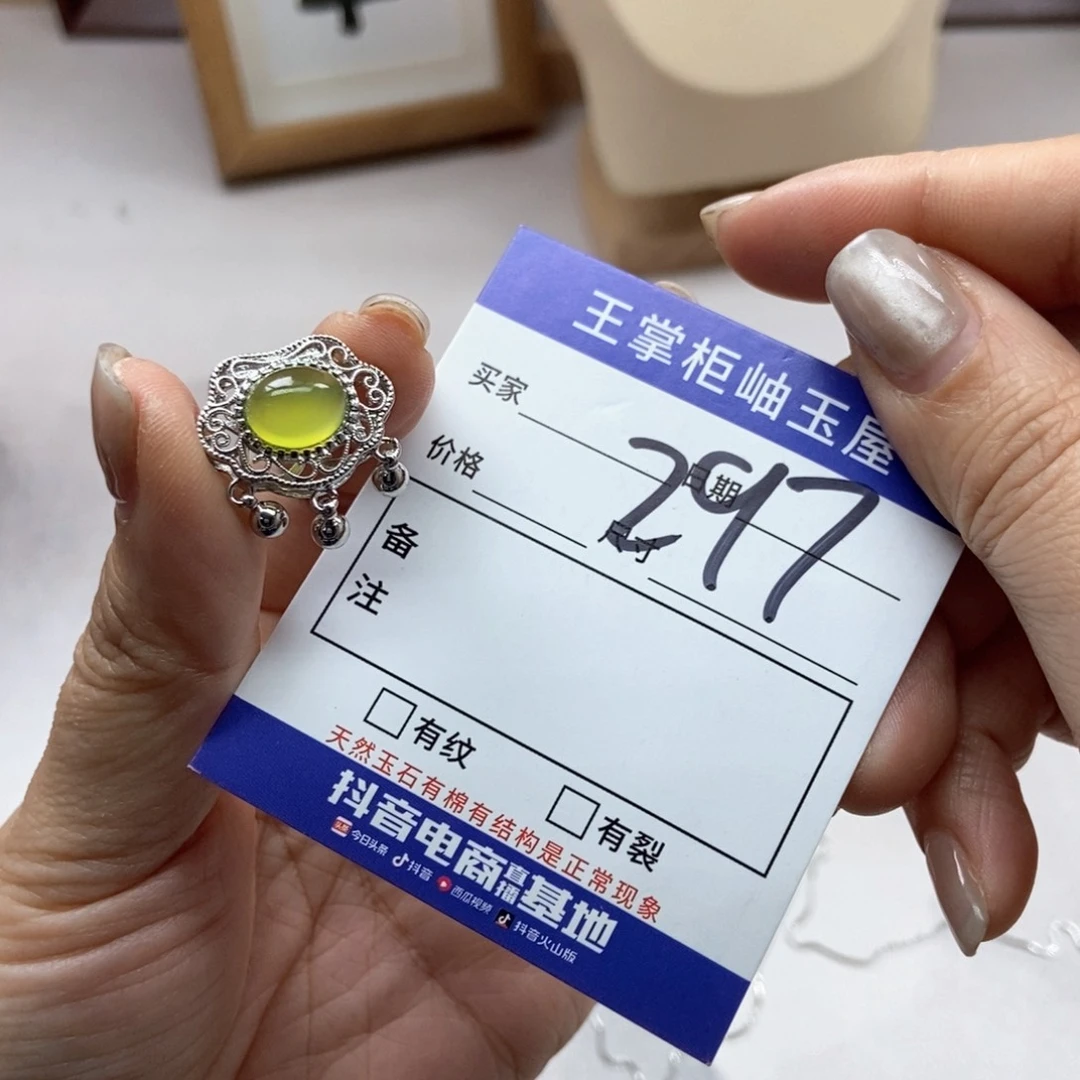 王掌柜岫玉屋
买家
日期
297
价格
尺寸
备
注
有纹
有裂
天然玉石有棉有结构是正常现象
抖音电商直播基地
头条 今日头条 抖音 西瓜视频 抖音火山版